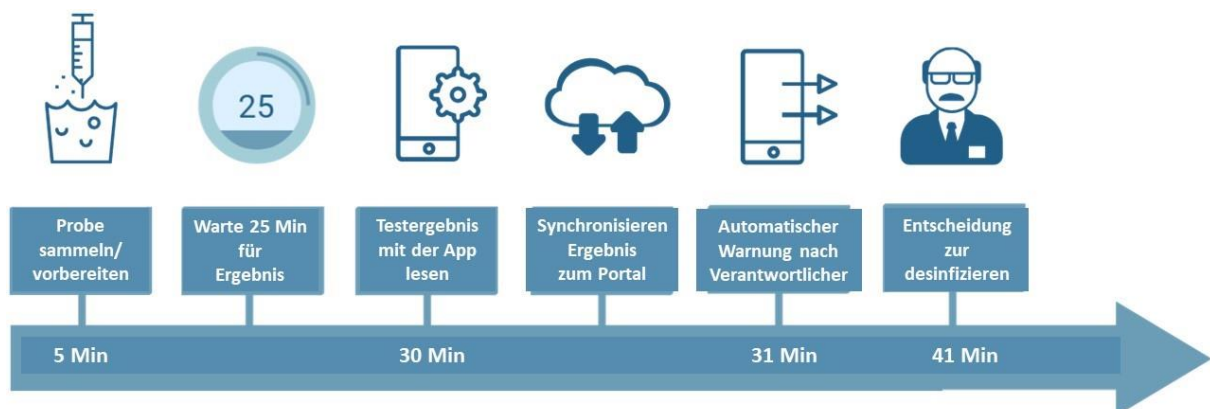 25
Probe
sammeln/
vorbereiten
Warte 25 Min
für
Ergebnis
Testergebnis
mit der App
lesen
Synchronisieren
Ergebnis
zum Portal
Automatischer
Warnung nach
Verantwortlicher
Entscheidung
zur
desinfizieren
5 Min
30 Min
31 Min
41 Min